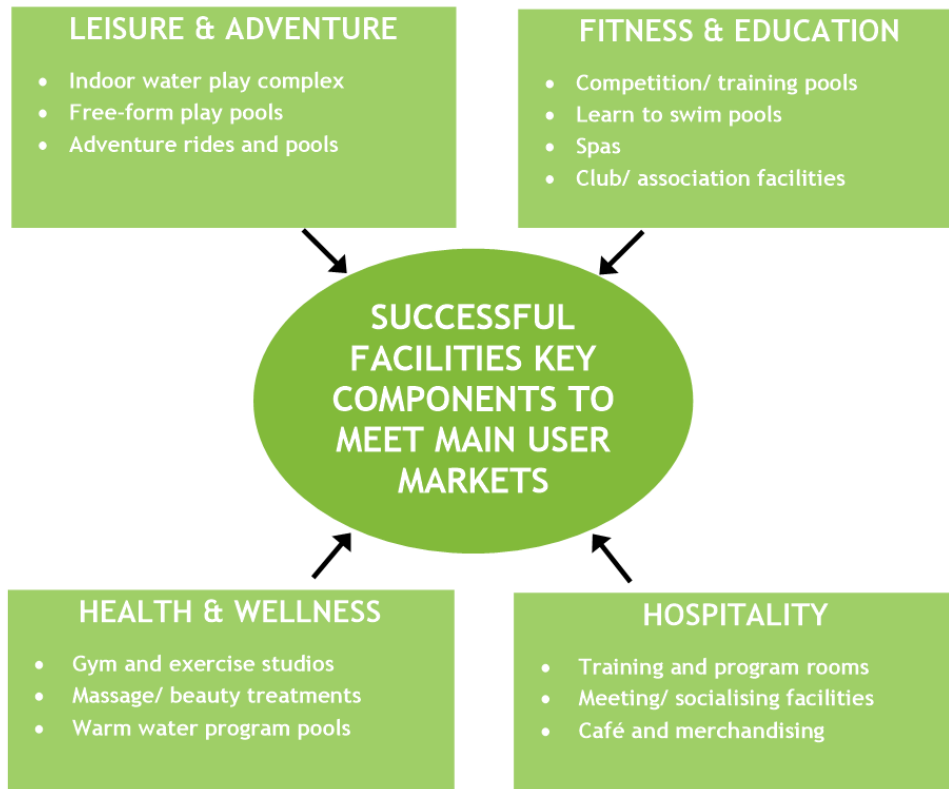 LEISURE & ADVENTURE
• Indoor water play complex
• Free-form play pools
• Adventure rides and pools
FITNESS & EDUCATION
• Competition/ training pools
• Learn to swim pools
• Spas
• Club/ association facilities
SUCCESSFUL
FACILITIES KEY
COMPONENTS TO
MEET MAIN USER
MARKETS
HEALTH & WELLNESS
• Gym and exercise studios
• Massage/ beauty treatments
• Warm water program pools
HOSPITALITY
• Training and program rooms
• Meeting/ socialising facilities
• Café and merchandising